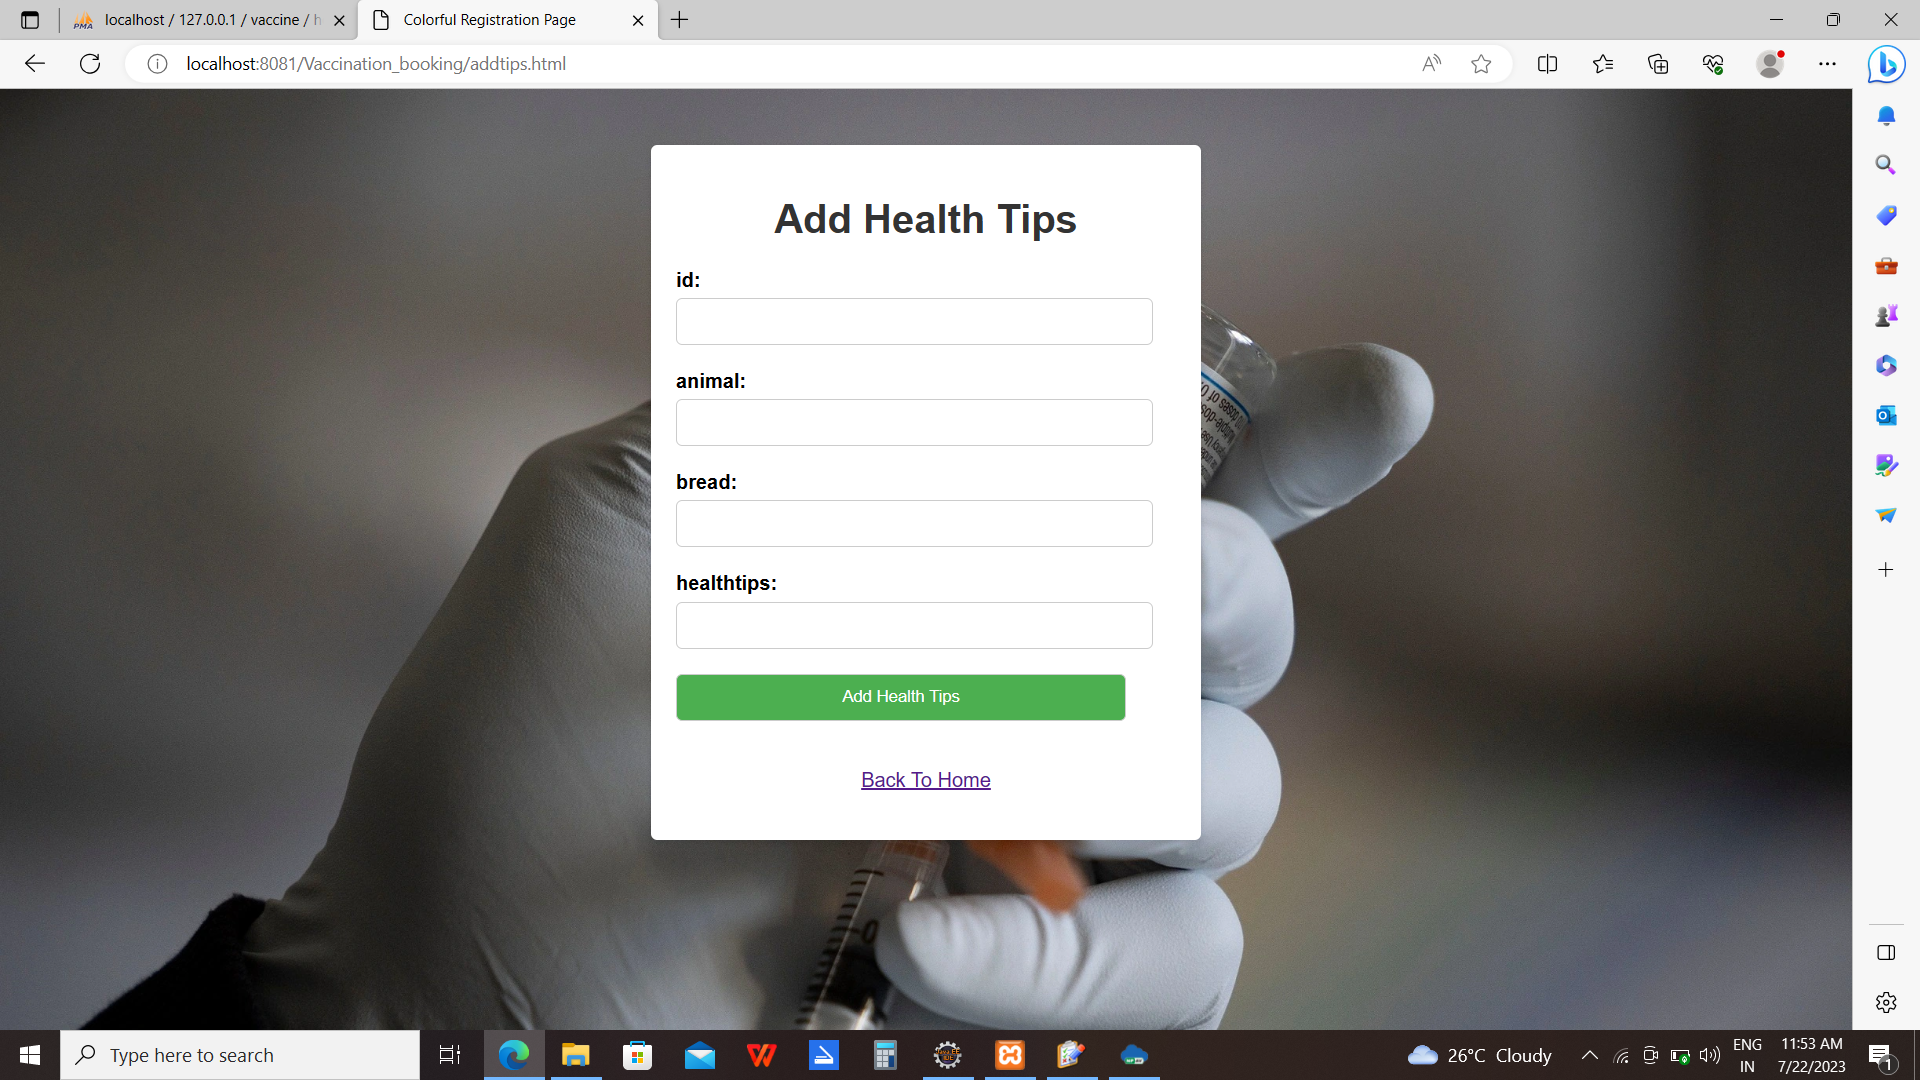 localhost / 127.0.0.1 / vaccine / h
Colorful Registration Page
localhost:8081/Vaccination_booking/addtips.html
Add Health Tips
id:
animal:
bread:
healthtips:
Add Health Tips
Back To Home
Type here to search
26°C Cloudy
ENG
IN
11:53 AM
7/22/2023
1